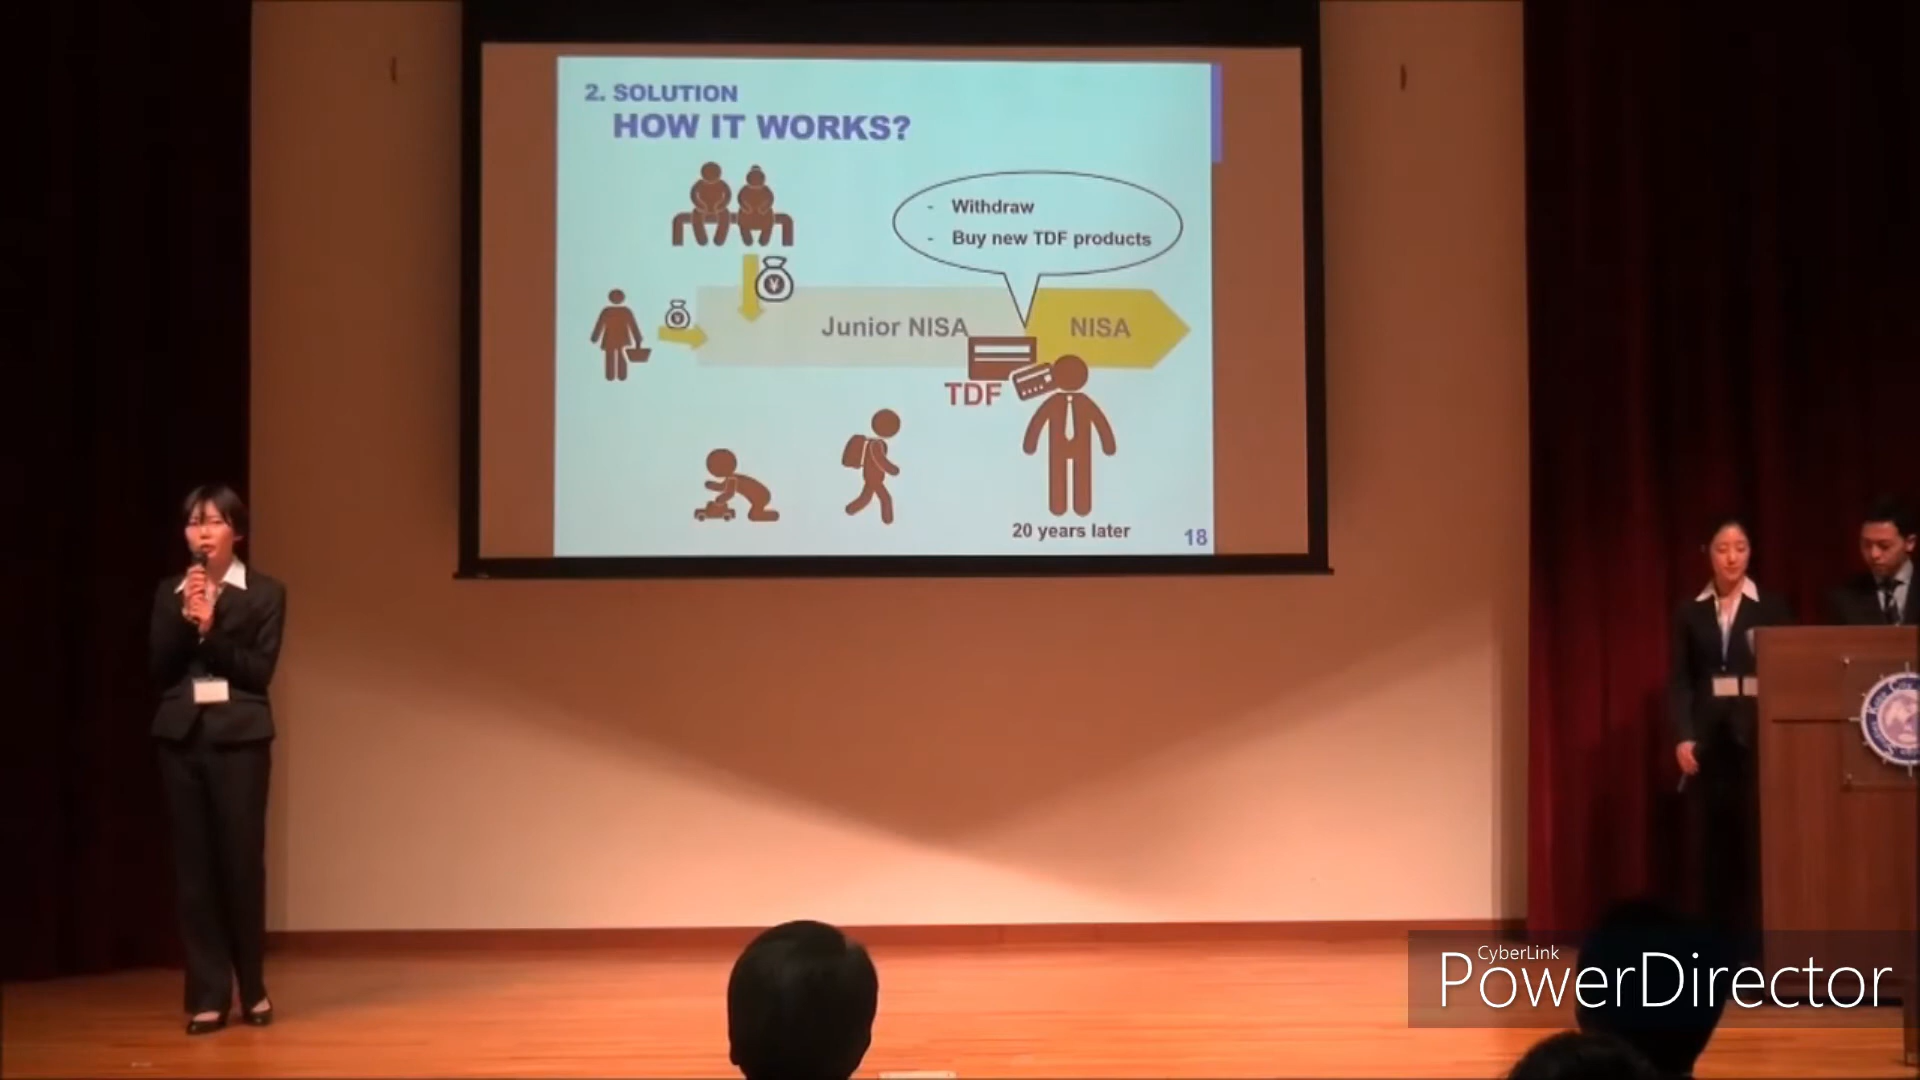 2. SOLUTION
HOW IT WORKS?
- Withdraw
- Buy new TDF products
¥
¥
Junior NISA
NISA
TDF
20 years later
18
CyberLink
PowerDirector